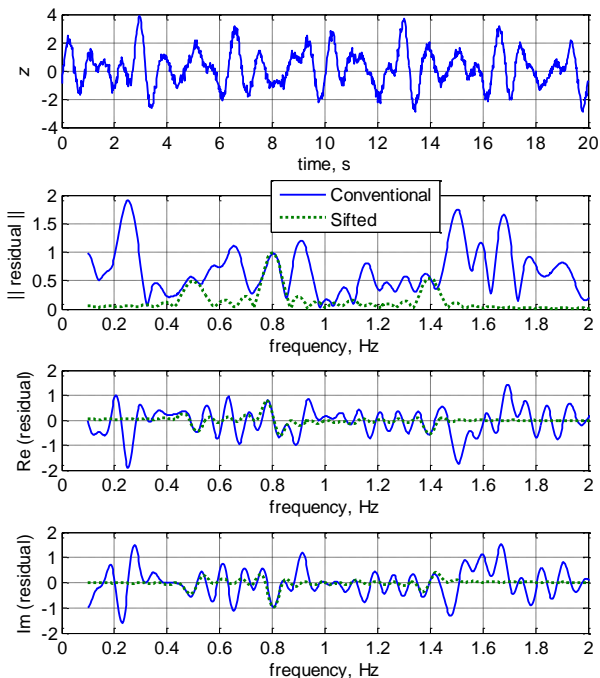 4
2
0
-2
-4
z
0 2 4 6 8 10 12 14 16 18 20
time, s
Conventional
Sifted
2
1.5
1
0.5
0
|| residual ||
0 0.2 0.4 0.6 0.8 1 1.2 1.4 1.6 1.8 2
frequency, Hz
2
1
0
-1
-2
Re (residual)
0 0.2 0.4 0.6 0.8 1 1.2 1.4 1.6 1.8 2
frequency, Hz
2
1
0
-1
-2
Im (residual)
0 0.2 0.4 0.6 0.8 1 1.2 1.4 1.6 1.8 2
frequency, Hz